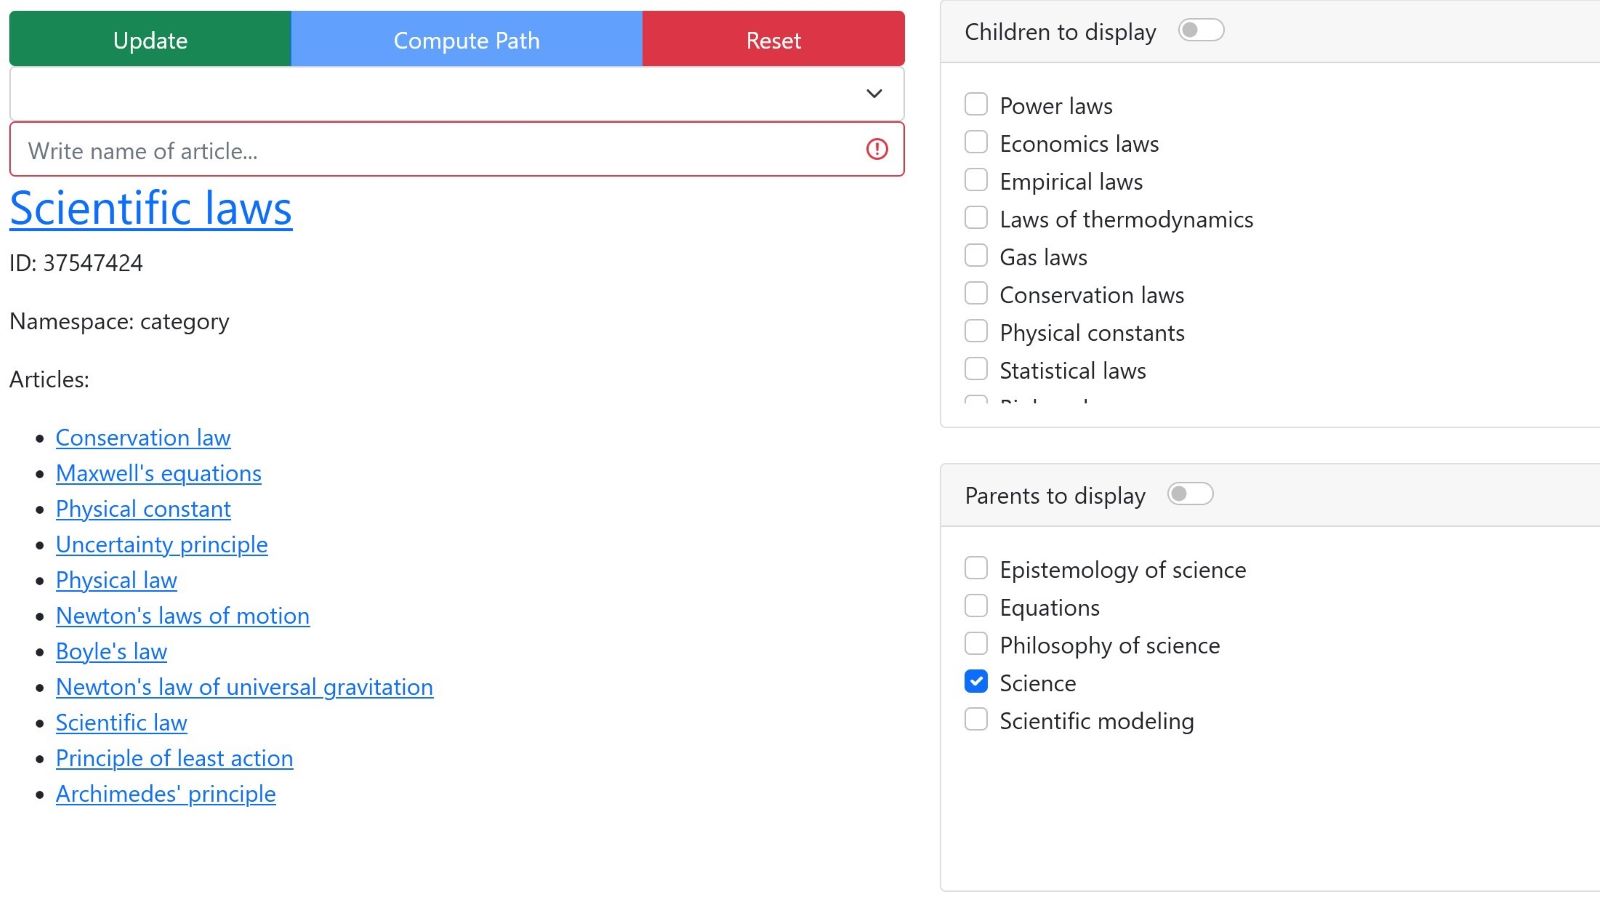 Update
Compute Path
Reset
Write name of article...
Scientific laws
ID: 37547424
Namespace: category
Articles:
Conservation law
Maxwell's equations
Physical constant
Uncertainty principle
Physical law
Newton's laws of motion
Boyle's law
Newton's law of universal gravitation
Scientific law
Principle of least action
Archimedes' principle
Children to display
Power laws
Economics laws
Empirical laws
Laws of thermodynamics
Gas laws
Conservation laws
Physical constants
Statistical laws
Parents to display
Epistemology of science
Equations
Philosophy of science
Science
Scientific modeling